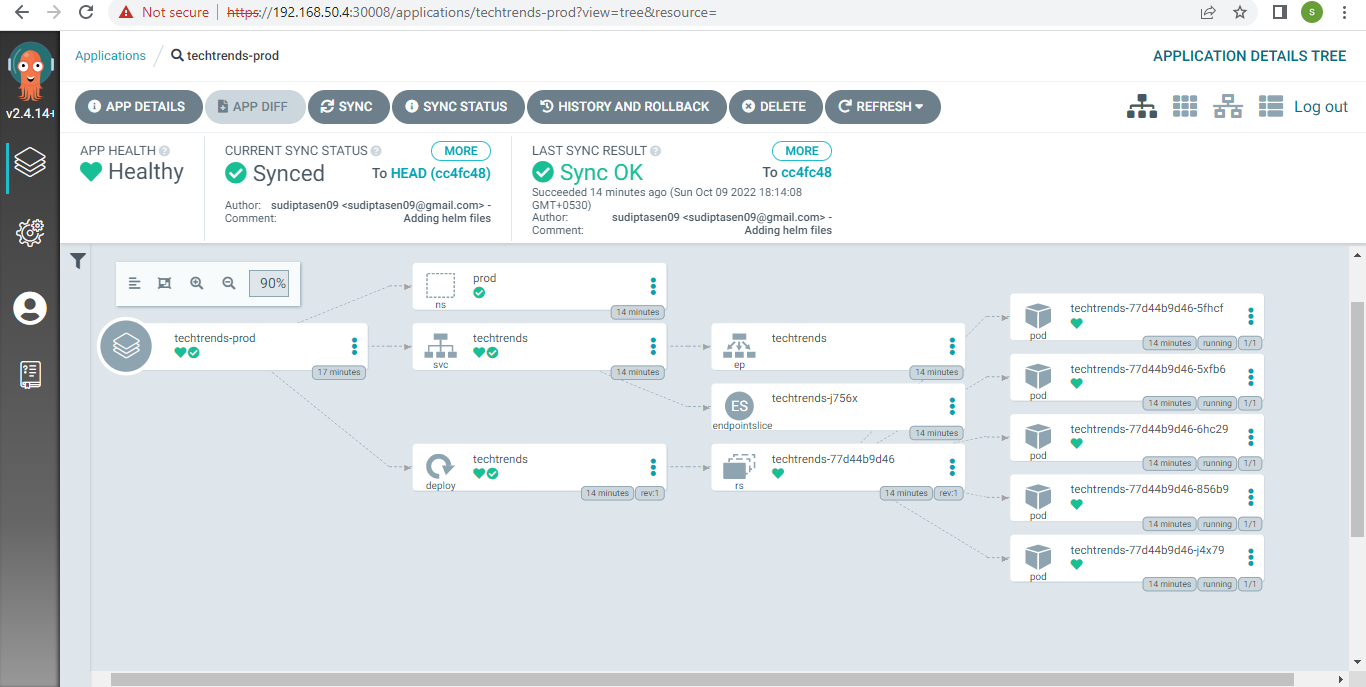 Not secure
https://192.168.50.4:30008/applications/techtrends-prod?view=tree&resource=
S
v2.4.14+
Applications
techtrends-prod
APPLICATION DETAILS TREE
APP DETAILS
APP DIFF
SYNC
SYNC STATUS
HISTORY AND ROLLBACK
DELETE
REFRESH
Log out
APP HEALTH
Healthy
CURRENT SYNC STATUS
MORE
Synced
To HEAD (cc4fc48)
Author: sudiptasen09 <sudiptasen09@gmail.com> -
Comment: Adding helm files
LAST SYNC RESULT
MORE
Sync OK
To cc4fc48
Succeeded 14 minutes ago (Sun Oct 09 2022 18:14:08
GMT+0530)
Author: sudiptasen09 <sudiptasen09@gmail.com> -
Comment: Adding helm files
90%
techtrends-prod
17 minutes
prod
ns
14 minutes
techtrends
svc
14 minutes
techtrends
deploy
14 minutes
rev:1
techtrends
ep
14 minutes
ES
techtrends-j756x
endpointslice
14 minutes
techtrends-77d44b9d46
rs
14 minutes
rev:1
techtrends-77d44b9d46-5fhcf
pod
14 minutes
running
1/1
techtrends-77d44b9d46-5xfb6
pod
14 minutes
running
1/1
techtrends-77d44b9d46-6hc29
pod
14 minutes
running
1/1
techtrends-77d44b9d46-856b9
pod
14 minutes
running
1/1
techtrends-77d44b9d46-j4x79
pod
14 minutes
running
1/1